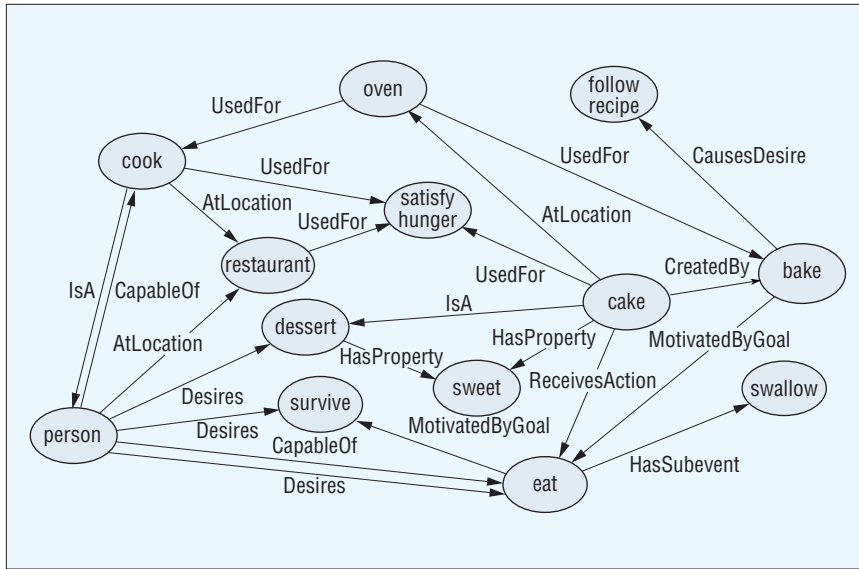 oven
follow
recipe
UsedFor
cook
UsedFor
UsedFor
CausesDesire
satisfy
hunger
AtLocation
UsedFor
AtLocation
restaurant
UsedFor
CreatedBy
bake
IsA
CapableOf
IsA
cake
dessert
AtLocation
HasProperty
HasProperty
MotivatedByGoal
sweet
ReceivesAction
swallow
Desires
survive
person
Desires
MotivatedByGoal
CapableOf
HasSubevent
Desires
eat